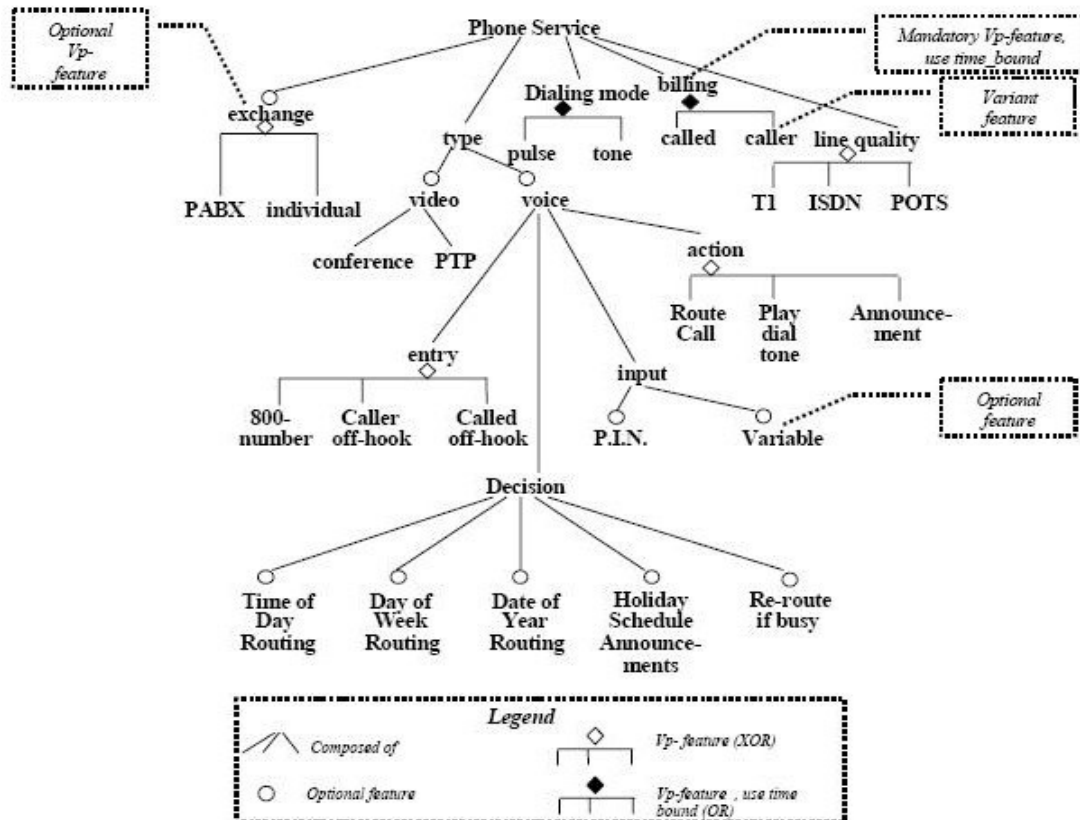 Optional
Vp-
feature
Phone Service
Mandatory Vp-feature,
use time_bound
exchange
Dialing mode
billing
Variant
feature
type
pulse
tone
called
caller
line quality
PABX
individual
video
voice
T1
ISDN
POTS
conference
PTP
action
Route
Call
Play
dial
tone
Announce-
ment
entry
input
800-
number
Caller
off-hook
Called
off-hook
P.I.N.
Variable
Optional
feature
Decision
Time of
Day
Routing
Day of
Week
Routing
Date of
Year
Routing
Holiday
Schedule
Announce-
ments
Re-route
if busy
Legend
Composed of
Vp- feature (XOR)
Optional feature
Vp-feature , use time
bound (OR)